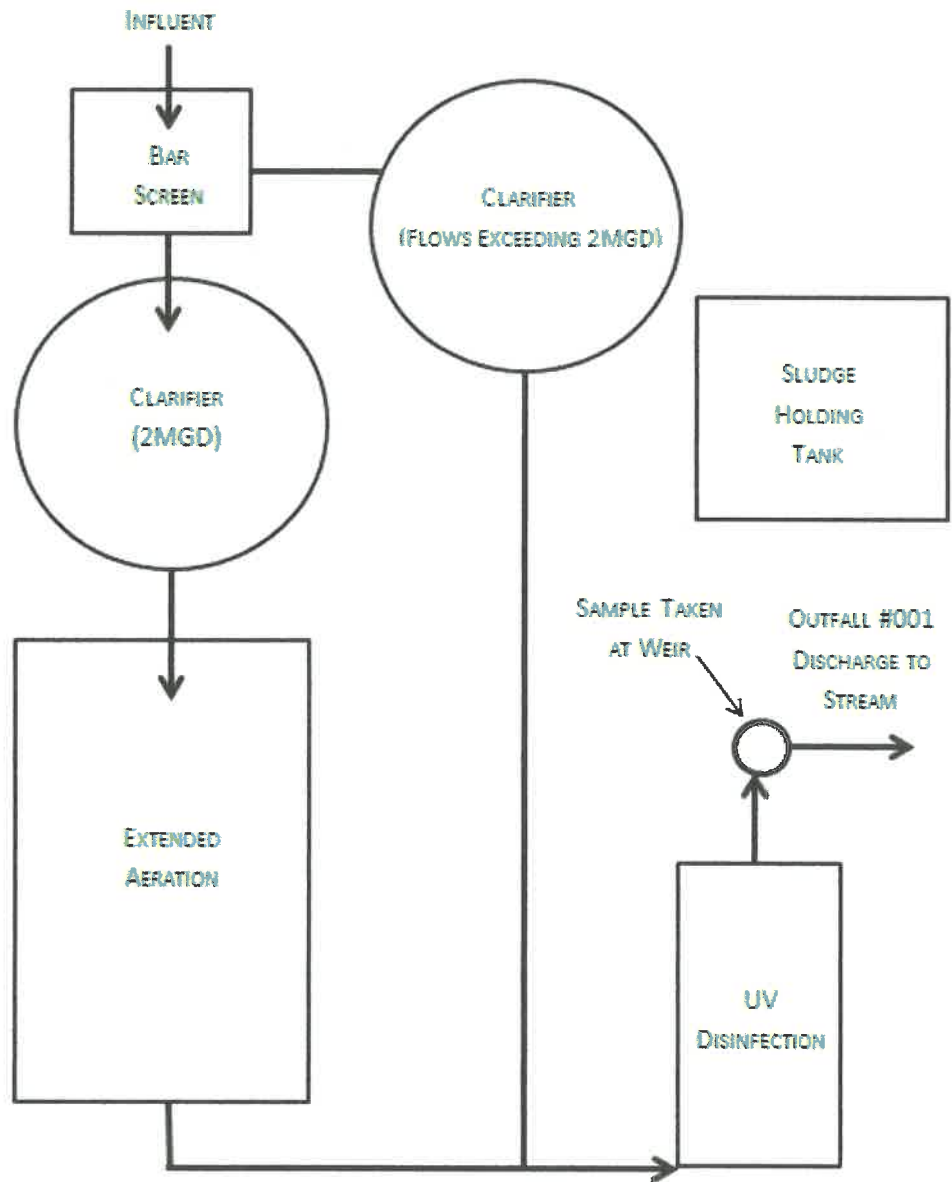 INFLUENT
BAR
SCREEN
CLARIFIER
(FLOWS EXCEEDING 2MGD)
CLARIFIER
(2MGD)
SLUDGE
HOLDING
TANK
SAMPLE TAKEN
AT WEIR
OUTFALL #001
DISCHARGE TO
STREAM
EXTENDED
AERATION
UV
DISINFECTION